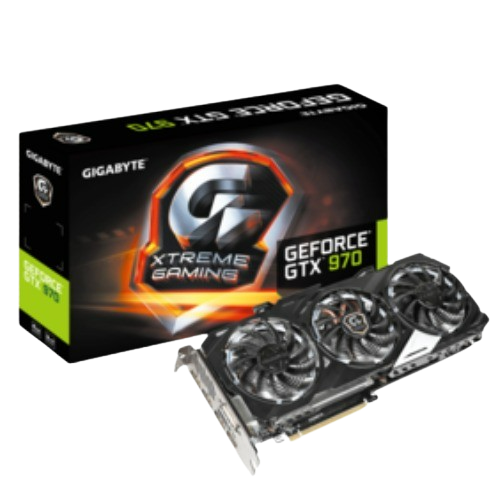 GEFORCE GTX 970
GIGABYTE
XTREME
GAMING
GEFORCE
GTX 970
GEFORCE
GTX 970